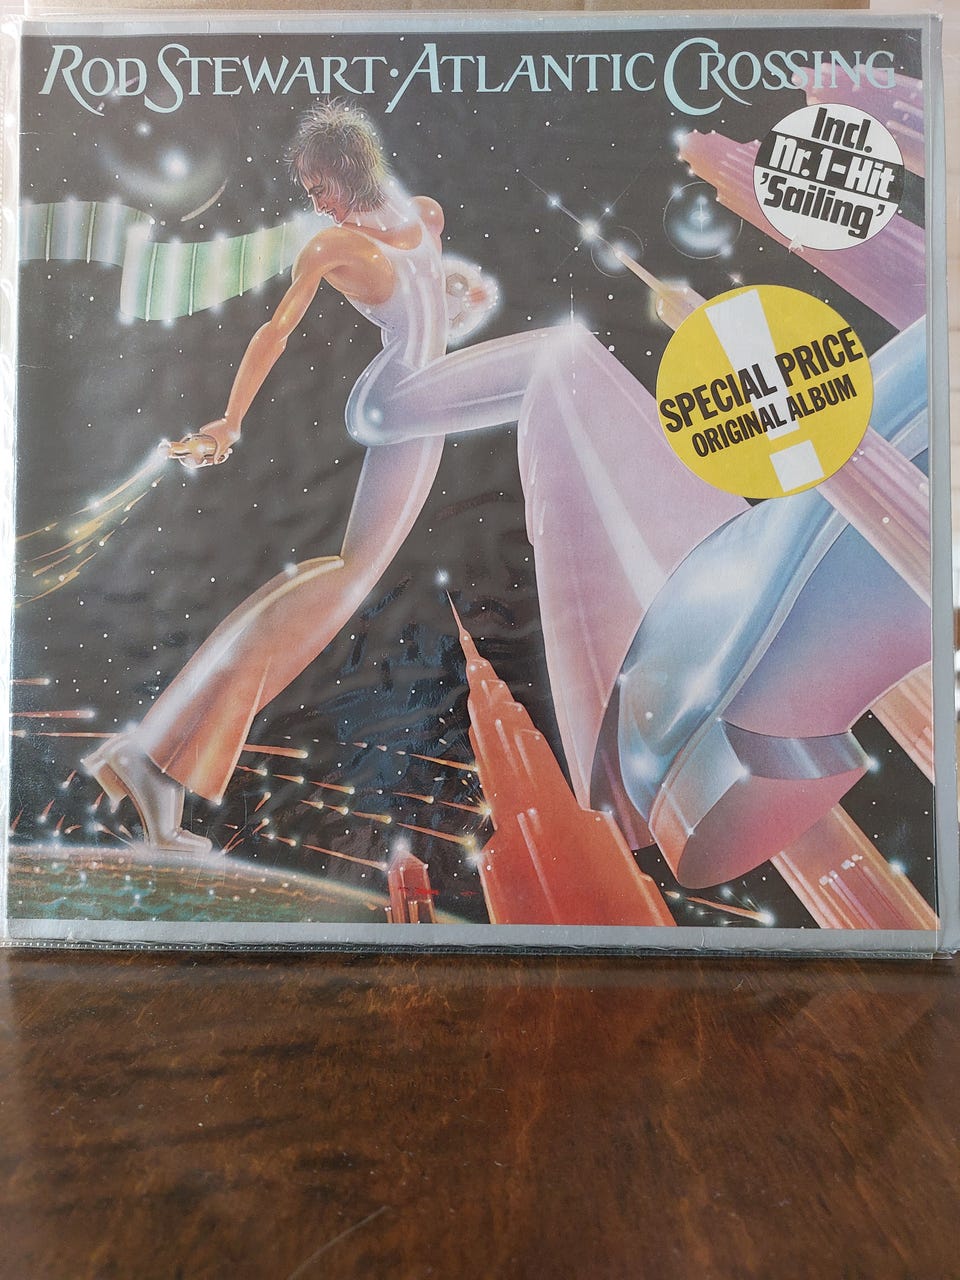 ROD STEWART · ATLANTIC CROSSING
Incl.
Nr. 1-Hit
'Sailing'
SPECIAL PRICE
ORIGINAL ALBUM